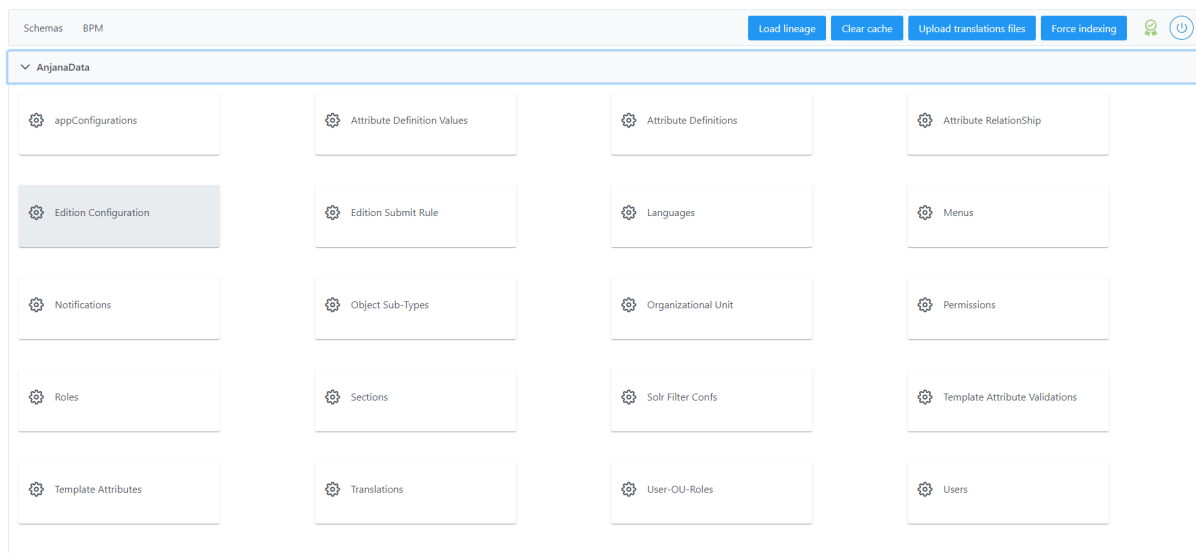 Schemas BPM Load lineage Clear cache Upload translations files Force indexing
AnjanaData
appConfigurations Attribute Definition Values Attribute Definitions Attribute RelationShip
Edition Configuration Edition Submit Rule Languages Menus
Notifications Object Sub-Types Organizational Unit Permissions
Roles Sections Solr Filter Confs Template Attribute Validations
Template Attributes Translations User-OU-Roles Users